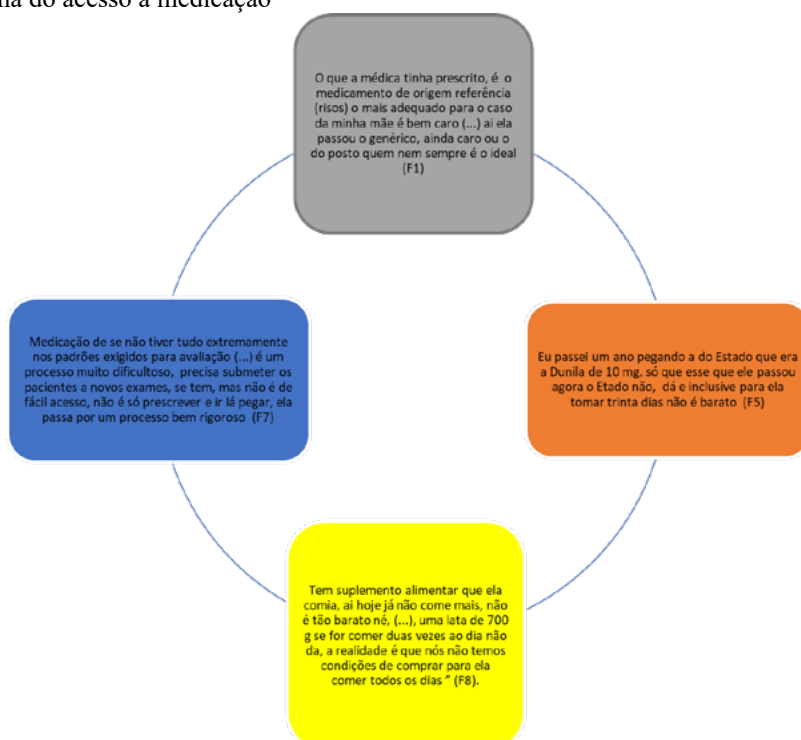 do acesso à medicação
O que a médica tinha prescrito, é o
medicamento de origem referência
(risos) o mais adequado para o caso
da minha mãe é bem caro (...) ai ela
passou o genérico, ainda caro ou o
do posto quem nem sempre é o ideal
(F1)
Medicação de se não tiver tudo extremamente
nos padrões exigidos para avaliação (...) é um
processo muito dificultoso, precisa submeter os
pacientes a novos exames, se tem, mas não é de
fácil acesso, não é só prescrever e ir lá pegar, ela
passa por um processo bem rigoroso (F7)
Eu passei um ano pegando a do Estado que era
a Dunila de 10 mg, só que esse que ele passou
agora o Etado não, dá e inclusive para ela
tomar trinta dias não é barato (F5)
Tem suplemento alimentar que ela
comia, ai hoje já não come mais, não
é tão barato né, (...), uma lata de 700
g se for comer duas vezes ao dia não
da, a realidade é que nós não temos
condições de comprar para ela
comer todos os dias " (F8).